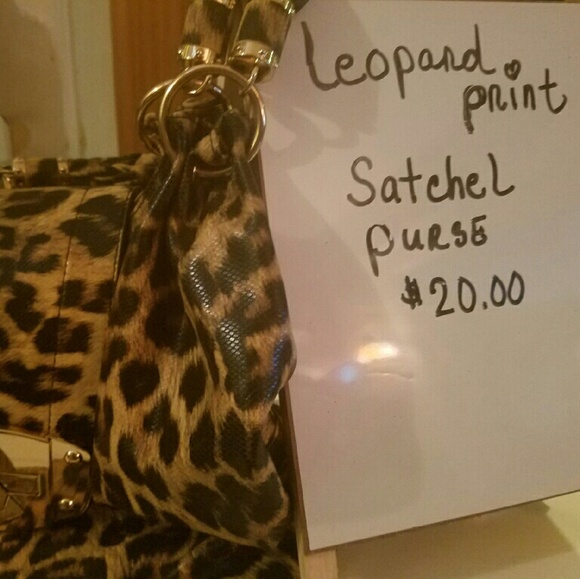 Leopard
print
Satchel
PURSE
$20.00